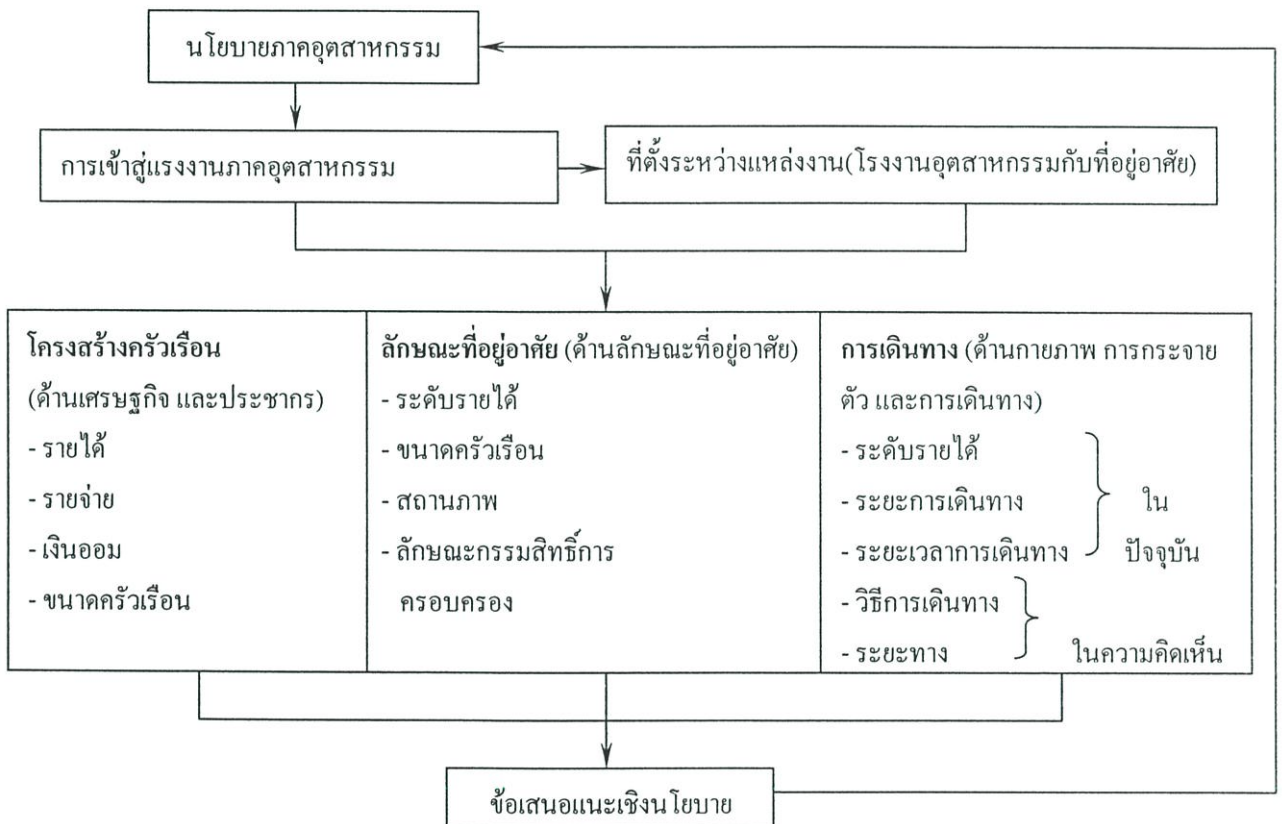 นโยบายภาคอุตสาหกรรม
การเข้าสู่แรงงานภาคอุตสาหกรรม
ที่ตั้งระหว่างแหล่งงาน(โรงงานอุตสาหกรรมกับที่อยู่อาศัย)
โครงสร้างครัวเรือน
(ด้านเศรษฐกิจ และประชากร)
- รายได้
- รายจ่าย
- เงินออม
- ขนาดครัวเรือน
ลักษณะที่อยู่อาศัย (ด้านลักษณะที่อยู่อาศัย)
- ระดับรายได้
- ขนาดครัวเรือน
- สถานภาพ
- ลักษณะกรรมสิทธิ์การ
ครอบครอง
การเดินทาง (ด้านกายภาพ การกระจาย
ตัว และการเดินทาง)
- ระดับรายได้
- ระยะการเดินทาง
- ระยะเวลาการเดินทาง
ใน
ปัจจุบัน
- วิธีการเดินทาง
- ระยะทาง
ในความคิดเห็น
ข้อเสนอแนะเชิงนโยบาย